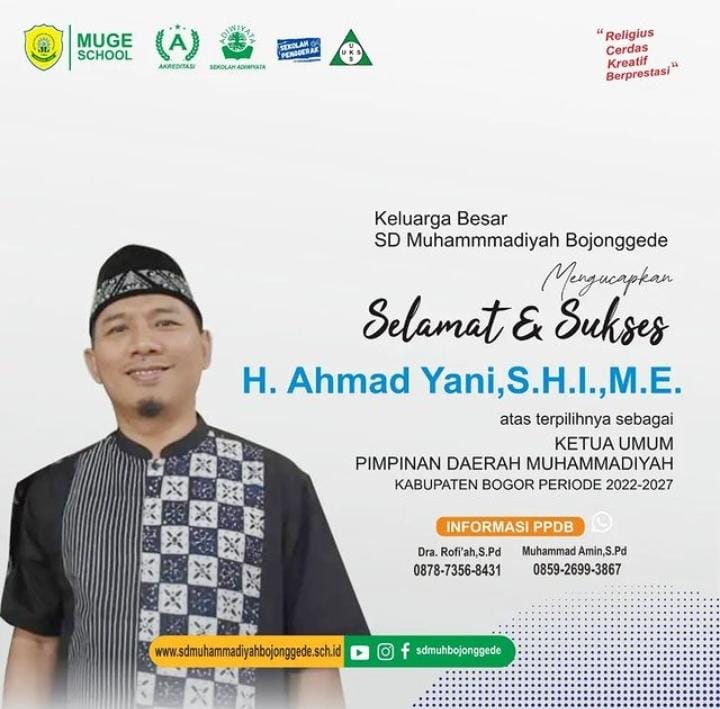 MUGE
SCHOOL
A
AKREDITASI
ADIWIYATA
SEKOLAH ADIWIYATA
SEKOLAH
PENGGERAK
U
UKS
S
"Religius
Cerdas
Kreatif
Berprestasi"
Keluarga Besar
SD Muhammmadiyah Bojonggede
Mengucapkan
Selamat & Sukses
H. Ahmad Yani,S.H.I.,M.E.
atas terpilihnya sebagai
KETUA UMUM
PIMPINAN DAERAH MUHAMMADIYAH
KABUPATEN BOGOR PERIODE 2022-2027
INFORMASI PPDB
Dra. Rofi'ah,S.Pd
0878-7356-8431
Muhammad Amin,S.Pd
0859-2699-3867
www.sdmuhammadiyahbojonggede.sch.id
sdmuhbojonggede